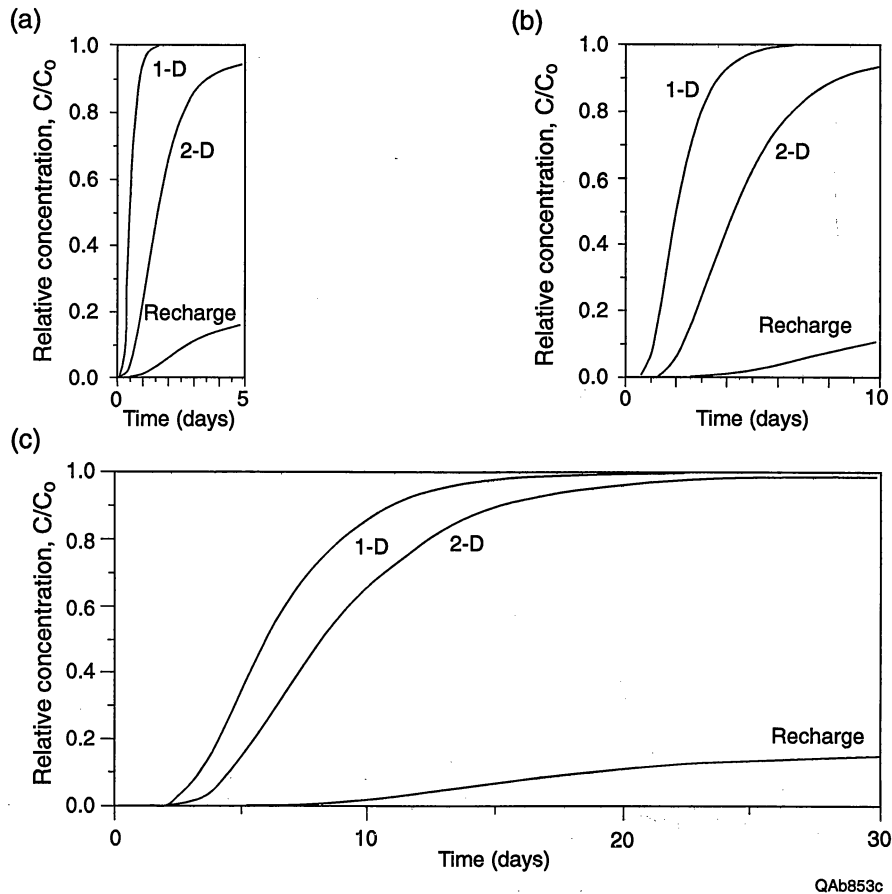 (a)
Relative concentration, C/Co
1.0
0.8
0.6
0.4
0.2
0.0
1-D
2-D
Recharge
0
5
Time (days)
(b)
Relative concentration, C/Co
1.0
0.8
0.6
0.4
0.2
0.0
1-D
2-D
Recharge
0
10
Time (days)
(c)
Relative concentration, C/Co
1.0
0.8
0.6
0.4
0.2
0.0
1-D
2-D
Recharge
0
10
20
30
Time (days)
QAb853c